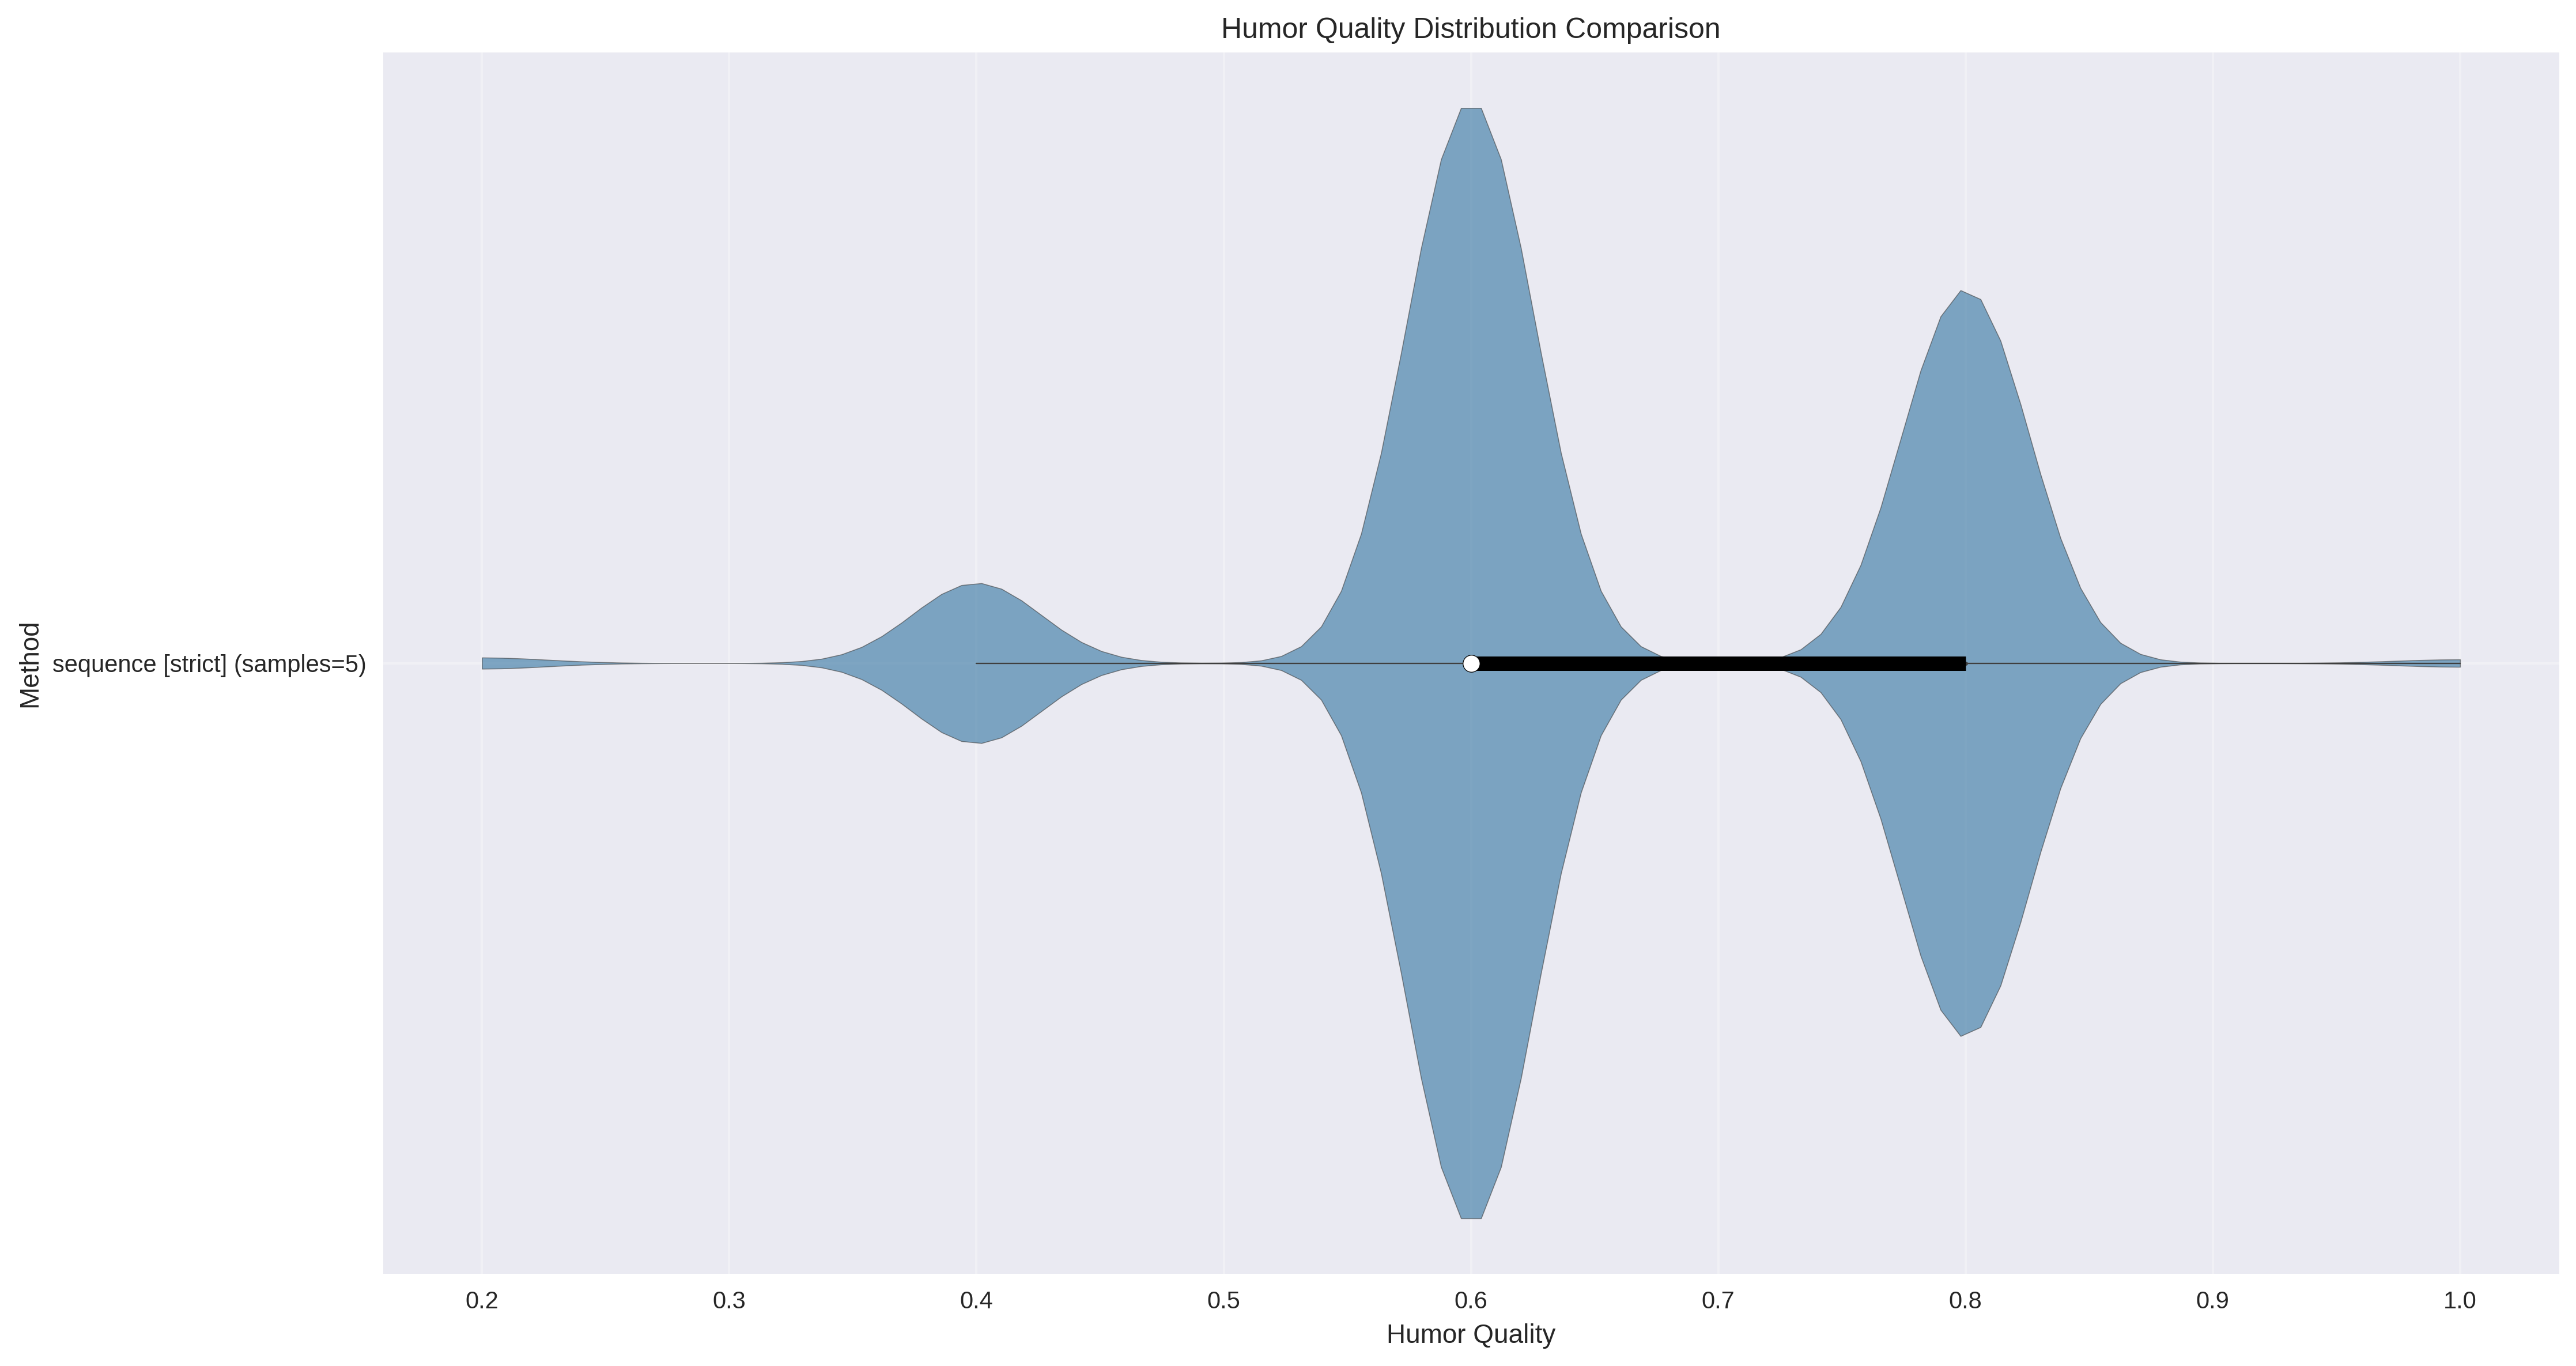 Humor Quality Distribution Comparison
Method
sequence [strict] (samples=5)
0.2 0.3 0.4 0.5 0.6 0.7 0.8 0.9 1.0
Humor Quality